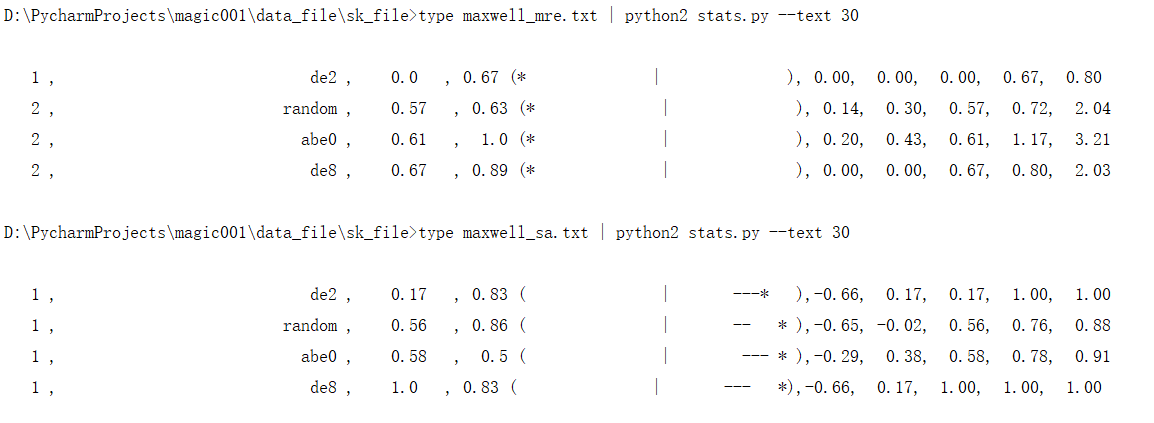 D:\PycharmProjects\magic001\data_file\sk_file>type maxwell_mre.txt | python2 stats.py --text 30
1 , de2 , 0.0 , 0.67 (* | ), 0.00, 0.00, 0.00, 0.67, 0.80
2 , random , 0.57 , 0.63 (* | ), 0.14, 0.30, 0.57, 0.72, 2.04
2 , abe0 , 0.61 , 1.0 (* | ), 0.20, 0.43, 0.61, 1.17, 3.21
2 , de8 , 0.67 , 0.89 (* | ), 0.00, 0.00, 0.67, 0.80, 2.03
D:\PycharmProjects\magic001\data_file\sk_file>type maxwell_sa.txt | python2 stats.py --text 30
1 , de2 , 0.17 , 0.83 ( | ---* ),-0.66, 0.17, 0.17, 1.00, 1.00
1 , random , 0.56 , 0.86 ( | -- * ),-0.65, -0.02, 0.56, 0.76, 0.88
1 , abe0 , 0.58 , 0.5 ( | --- * ),-0.29, 0.38, 0.58, 0.78, 0.91
1 , de8 , 1.0 , 0.83 ( | --- *),-0.66, 0.17, 1.00, 1.00, 1.00